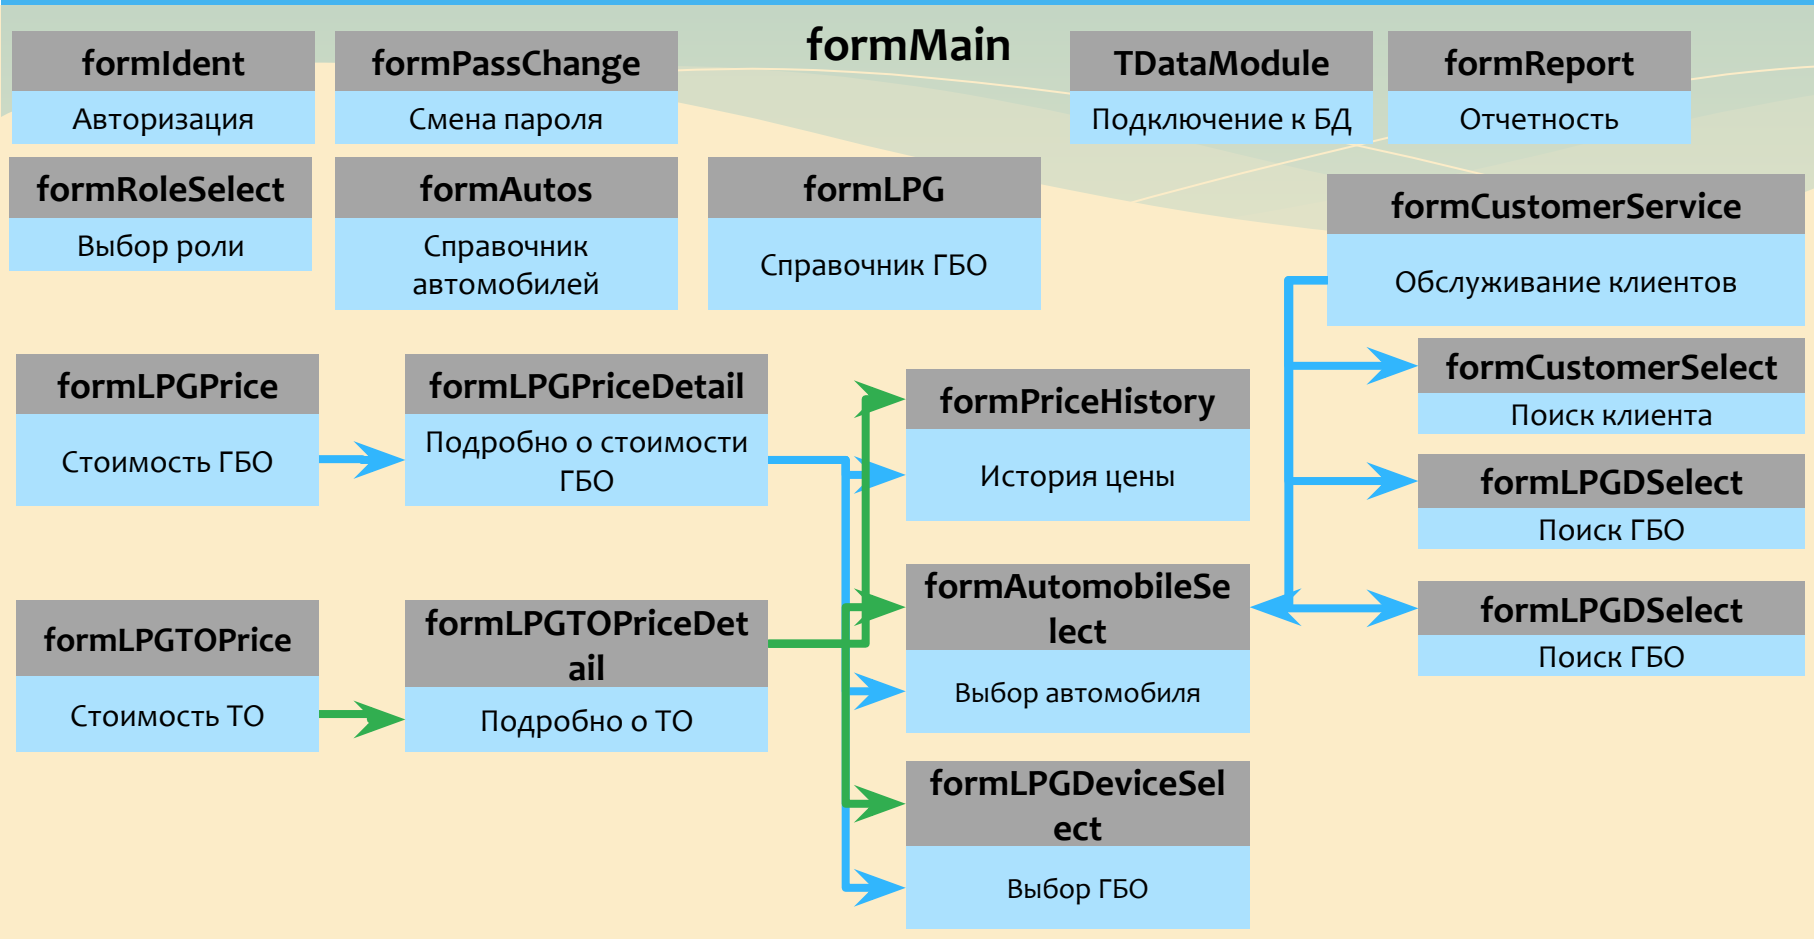 formMain
formIdent
Авторизация
formPassChange
Смена пароля
TDataModule
Подключение к БД
formReport
Отчетность
formRoleSelect
Выбор роли
formAutos
Справочник
автомобилей
formLPG
Справочник ГБО
formCustomerService
Обслуживание клиентов
formLPGPrice
Стоимость ГБО
formLPGPriceDetail
Подробно о стоимости
ГБО
formPriceHistory
История цены
formCustomerSelect
Поиск клиента
formLPGDSelect
Поиск ГБО
formLPGTOPrice
Стоимость ТО
formLPGTOPriceDet
ail
Подробно о ТО
formAutomobileSe
lect
Выбор автомобиля
formLPGDSelect
Поиск ГБО
formLPGDeviceSel
ect
Выбор ГБО